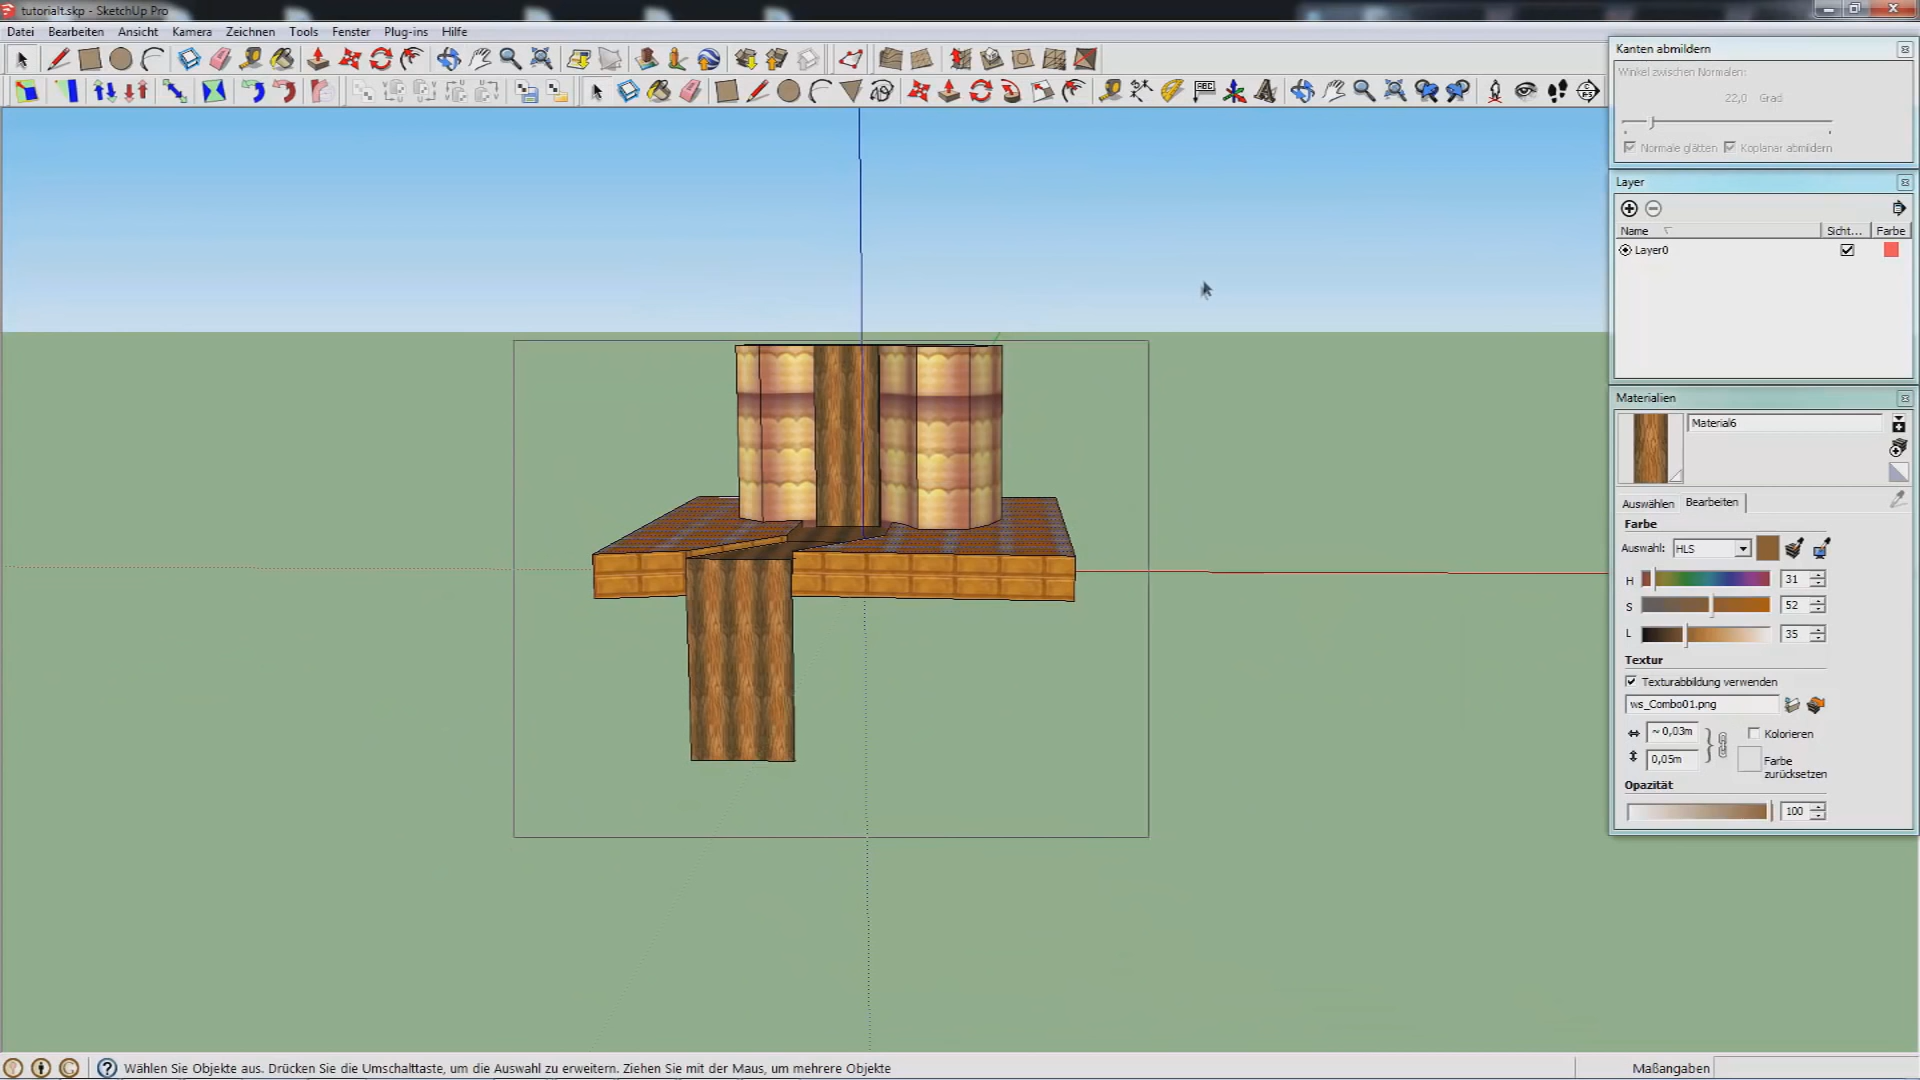 tutorialt.skp - SketchUp Pro
Datei Bearbeiten Ansicht Kamera Zeichnen Tools Fenster Plug-ins Hilfe
ABC
Kanten abmildern
Winkel zwischen Normalen:
22,0 Grad
Normale glätten Koplanar abmildern
Layer
Name Sicht... Farbe
Layer0
Materialien
Material6
Auswählen Bearbeiten
Farbe
Auswahl: HLS
H 31
S 52
L 35
Textur
Texturabbildung verwenden
ws_Combo01.png
~ 0,03m Kolorieren
0,05m Farbe zurücksetzen
Opazität
100
Wählen Sie Objekte aus. Drücken Sie die Umschalttaste, um die Auswahl zu erweitern. Ziehen Sie mit der Maus, um mehrere Objekte
Maßangaben